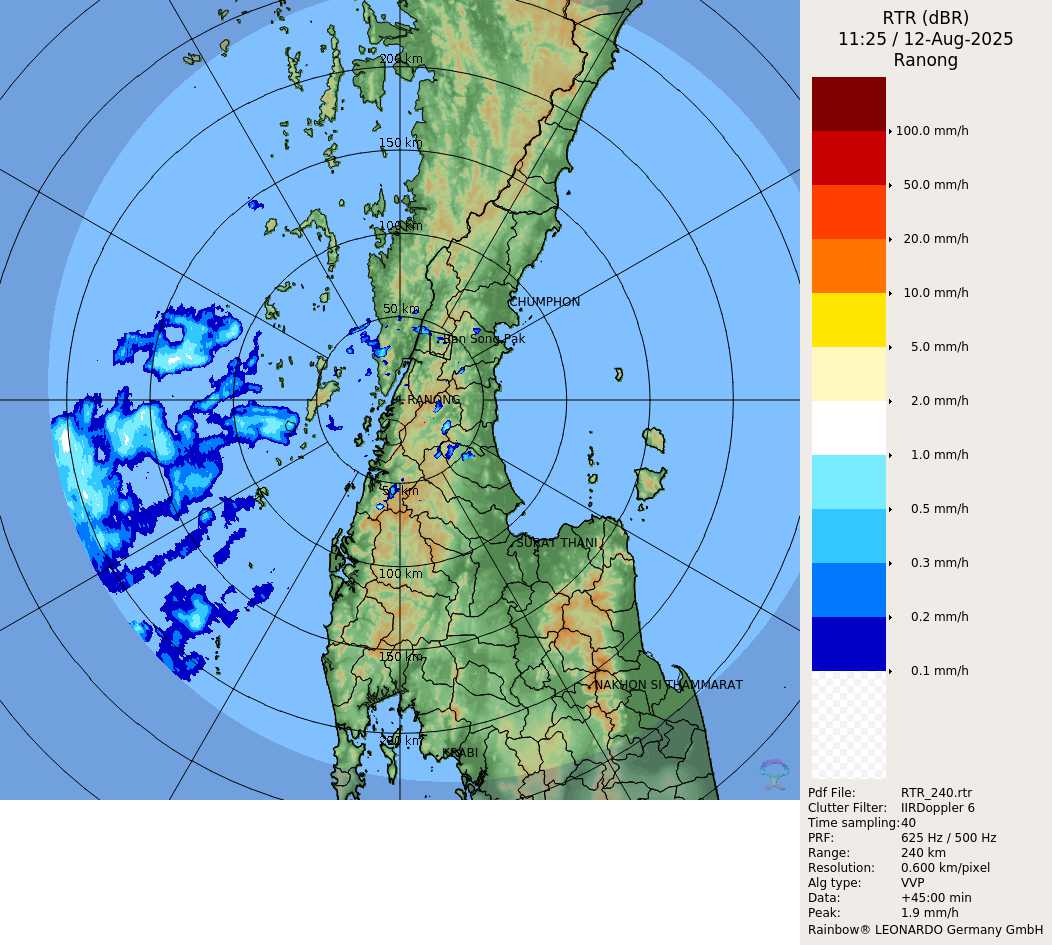 RTR (dBR)
11:25 / 12-Aug-2025
Ranong
100.0 mm/h
50.0 mm/h
20.0 mm/h
10.0 mm/h
5.0 mm/h
2.0 mm/h
1.0 mm/h
0.5 mm/h
0.3 mm/h
0.2 mm/h
0.1 mm/h
200 km
150 km
100 km
50 km
CHUMPHON
Ban Song Pak
RANONG
50 km
SURAT THANI
100 km
150 km
NAKHON SI THAMMARAT
200 km
KRABI
Pdf File: RTR_240.rtr
Clutter Filter: IIRDoppler 6
Time sampling: 40
PRF: 625 Hz / 500 Hz
Range: 240 km
Resolution: 0.600 km/pixel
Alg type: VVP
Data: +45:00 min
Peak: 1.9 mm/h
Rainbow® LEONARDO Germany GmbH